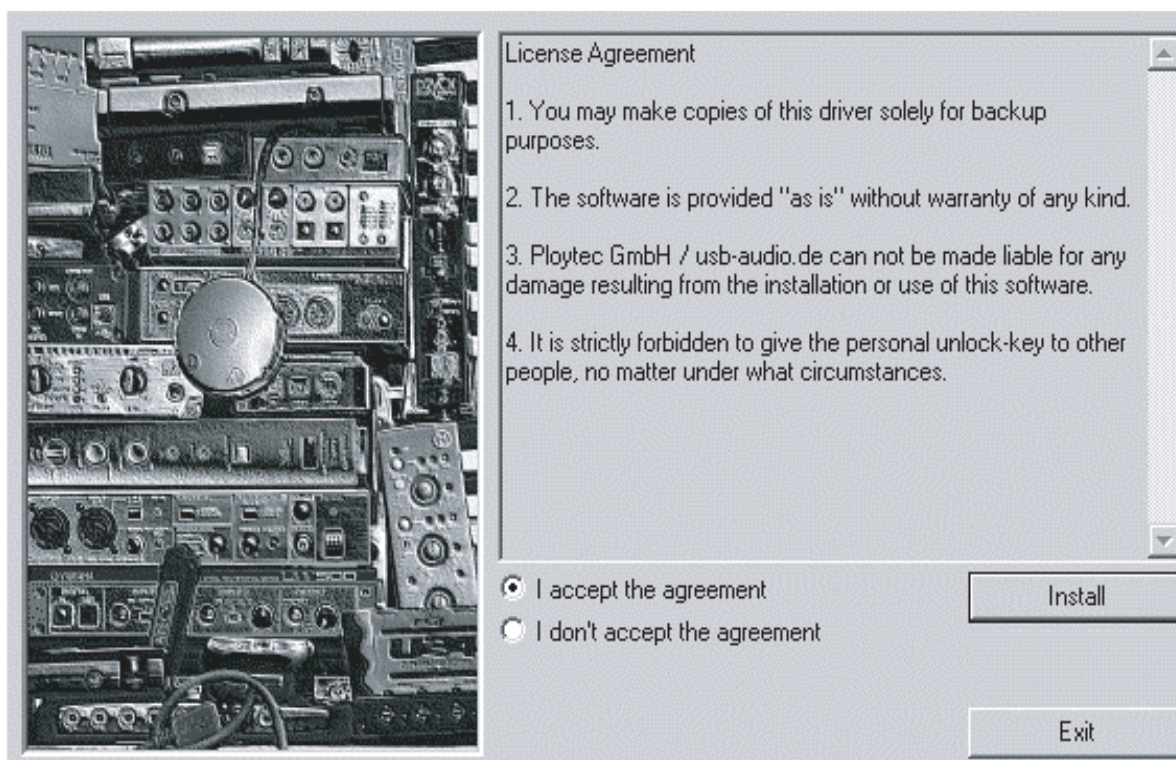 License Agreement
1. You may make copies of this driver solely for backup
purposes.
2. The software is provided "as is" without warranty of any kind.
3. Ploytec GmbH / usb-audio.de can not be made liable for any
damage resulting from the installation or use of this software.
4. It is strictly forbidden to give the personal unlock-key to other
people, no matter under what circumstances.
I accept the agreement
Install
I don't accept the agreement
Exit